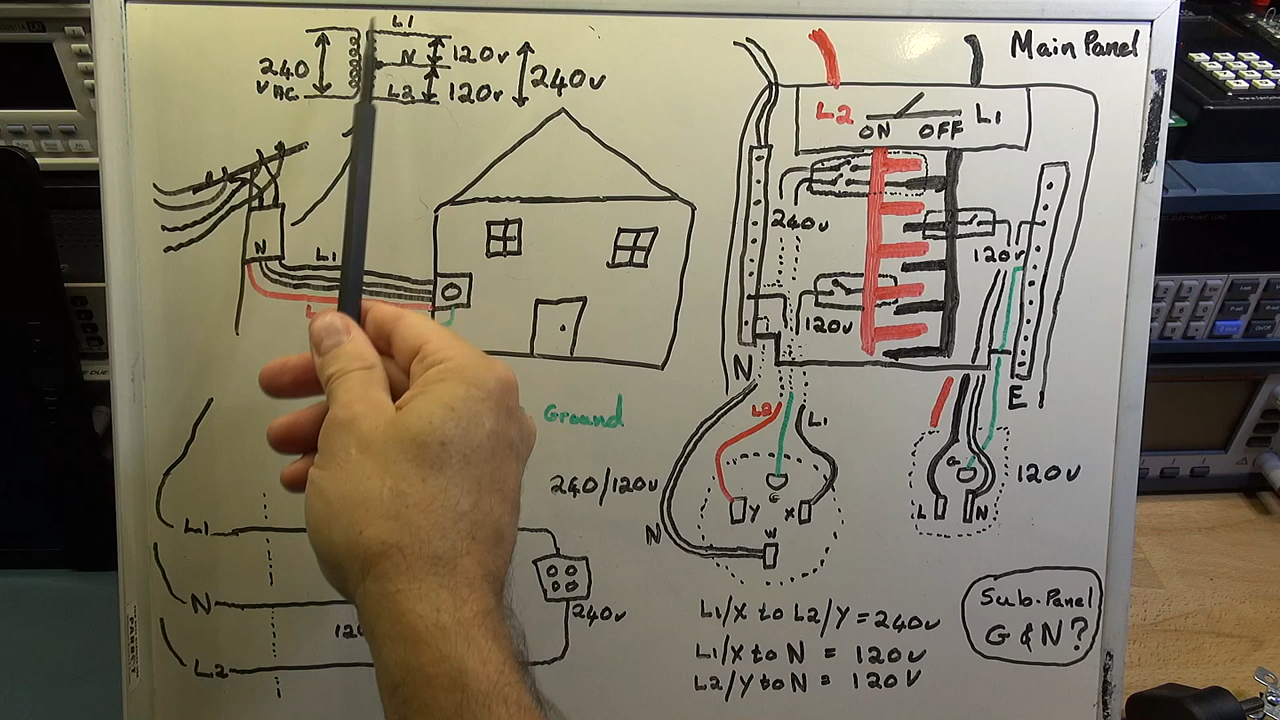 L1
Main Panel
240
VAC
N
120v
240v
L2
120v
L2
ON
OFF
L1
240v
120v
N
L1
120v
N
E
Ground
L2
L1
240/120v
G
Y
X
W
N
G
L
N
120v
L1
N
240v
L2
L1/X to L2/Y = 240v
L1/X to N = 120v
L2/Y to N = 120V
Sub-Panel
G & N?